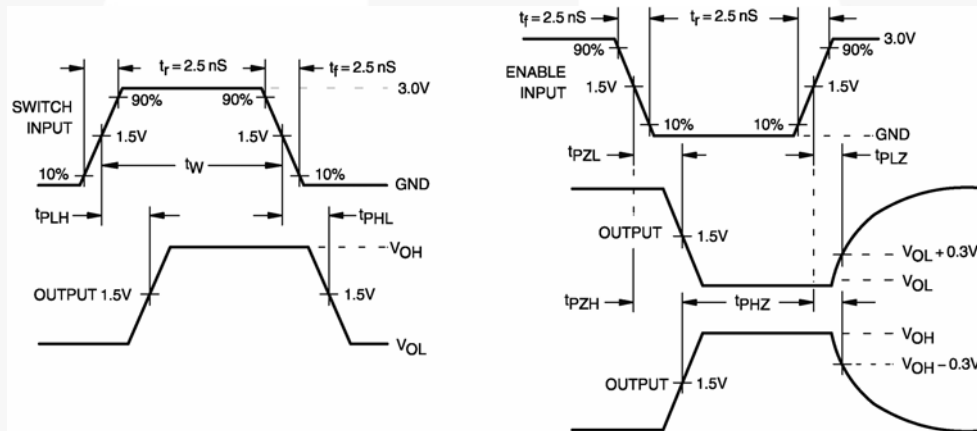 tr = 2.5 nS
tf = 2.5 nS
3.0V
SWITCH
INPUT
90%
90%
1.5V
1.5V
tW
10%
10%
GND
tPLH
tPHL
VOH
OUTPUT 1.5V
1.5V
VOL
tf = 2.5 nS
tr = 2.5 nS
3.0V
90%
90%
ENABLE
INPUT
1.5V
1.5V
10%
10%
GND
tPZL
tPLZ
OUTPUT
1.5V
VOL + 0.3V
VOL
tPZH
tPHZ
VOH
VOH − 0.3V
OUTPUT
1.5V